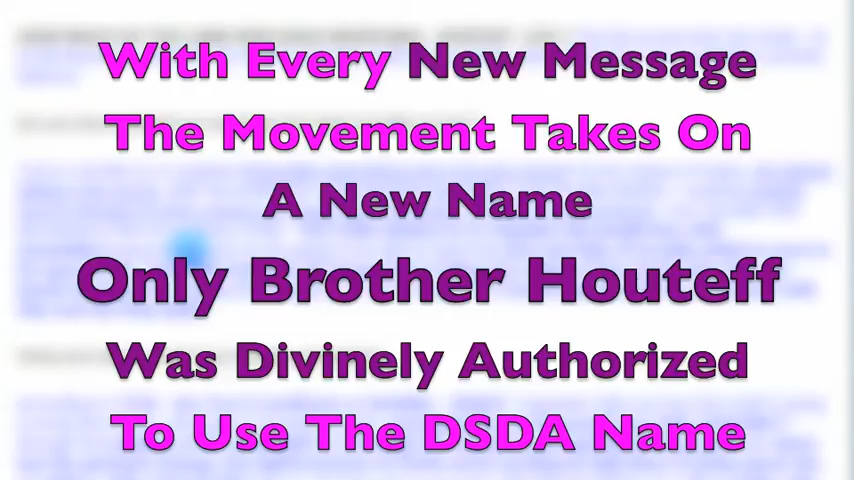 With Every New Message
The Movement Takes On
A New Name
Only Brother Houteff
Was Divinely Authorized
To Use The DSDA Name